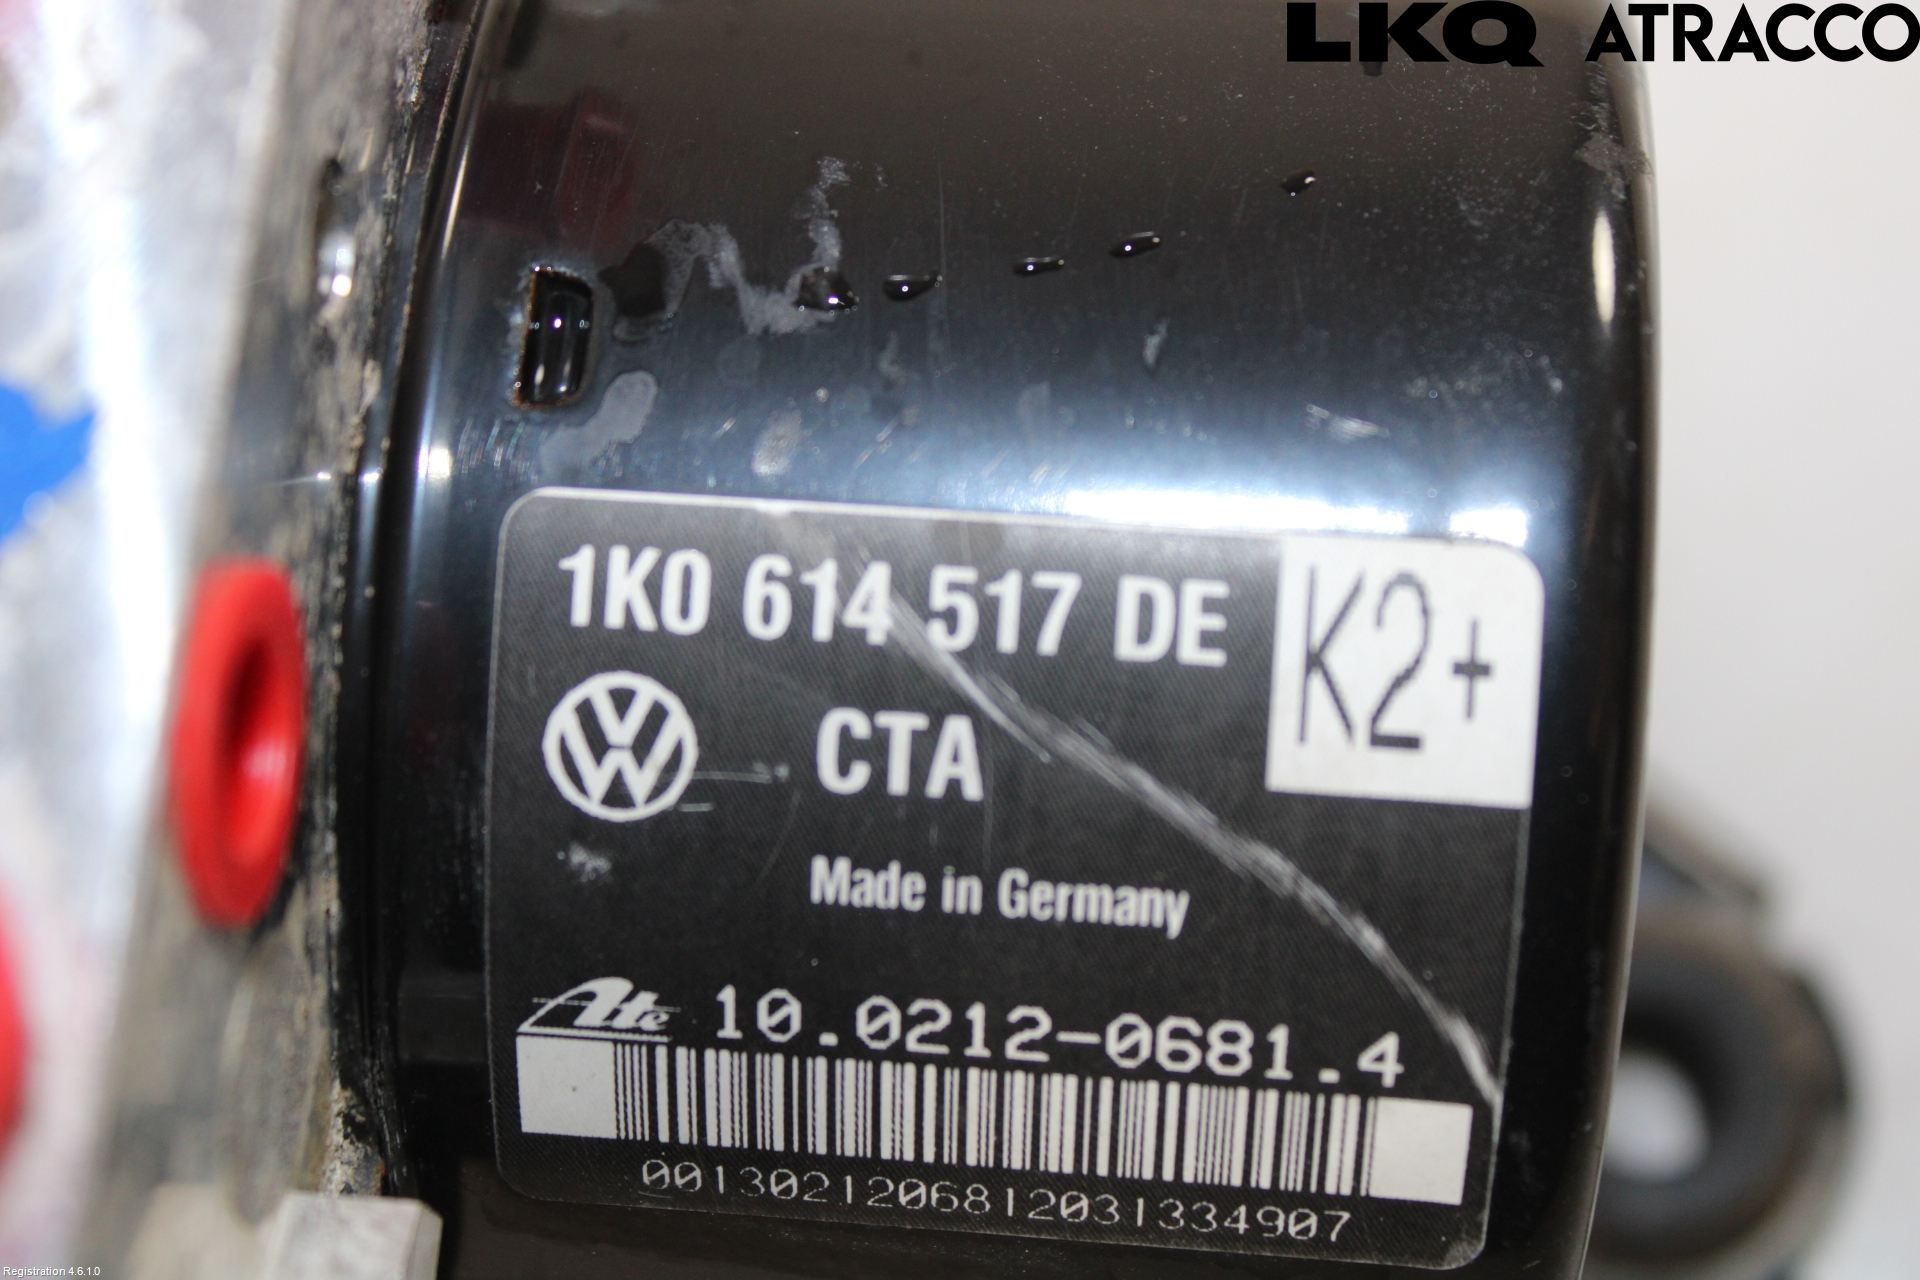 LKQ ATRACCO
1K0 614 517 DE
K2+
CTA
Made in Germany
Ate 10.0212-0681.4
0013021206812031334907
Registration 4.6.1.0